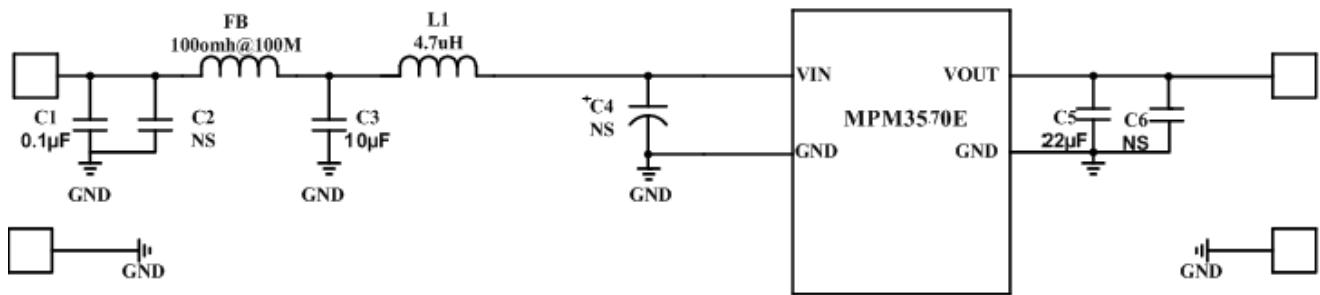 FB
100omh@100M
L1
4.7uH
VIN
VOUT
C1
0.1µF
C2
NS
C3
10µF
+C4
NS
MPM3570E
C5
22µF
C6
NS
GND
GND
GND
GND
GND
GND
GND